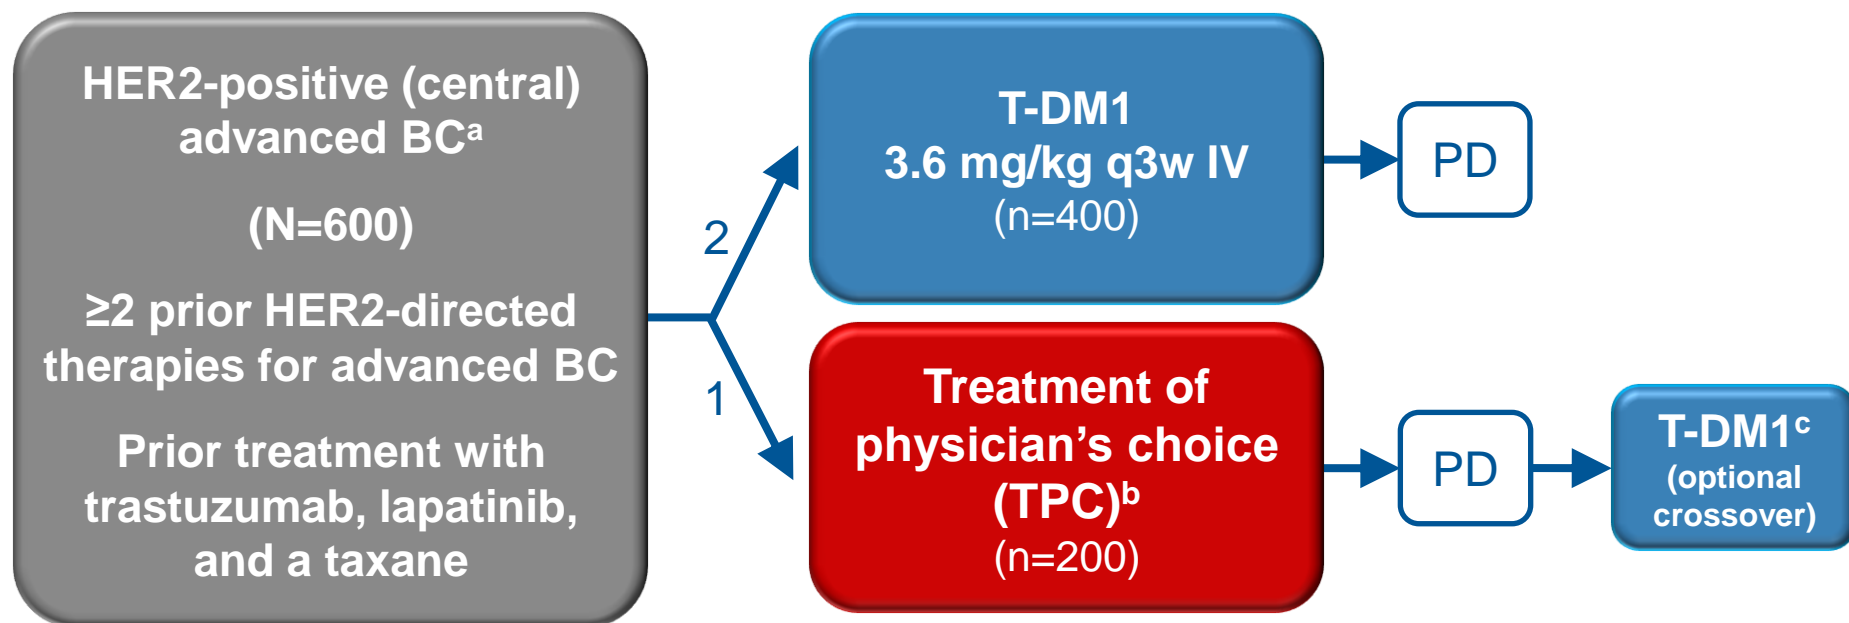 HER2-positive (central)
advanced BCᵃ
(N=600)
≥2 prior HER2-directed
therapies for advanced BC
Prior treatment with
trastuzumab, lapatinib,
and a taxane
2
1
T-DM1
3.6 mg/kg q3w IV
(n=400)
PD
Treatment of
physician’s choice
(TPC)ᵇ
(n=200)
PD
T-DM1ᶜ
(optional
crossover)